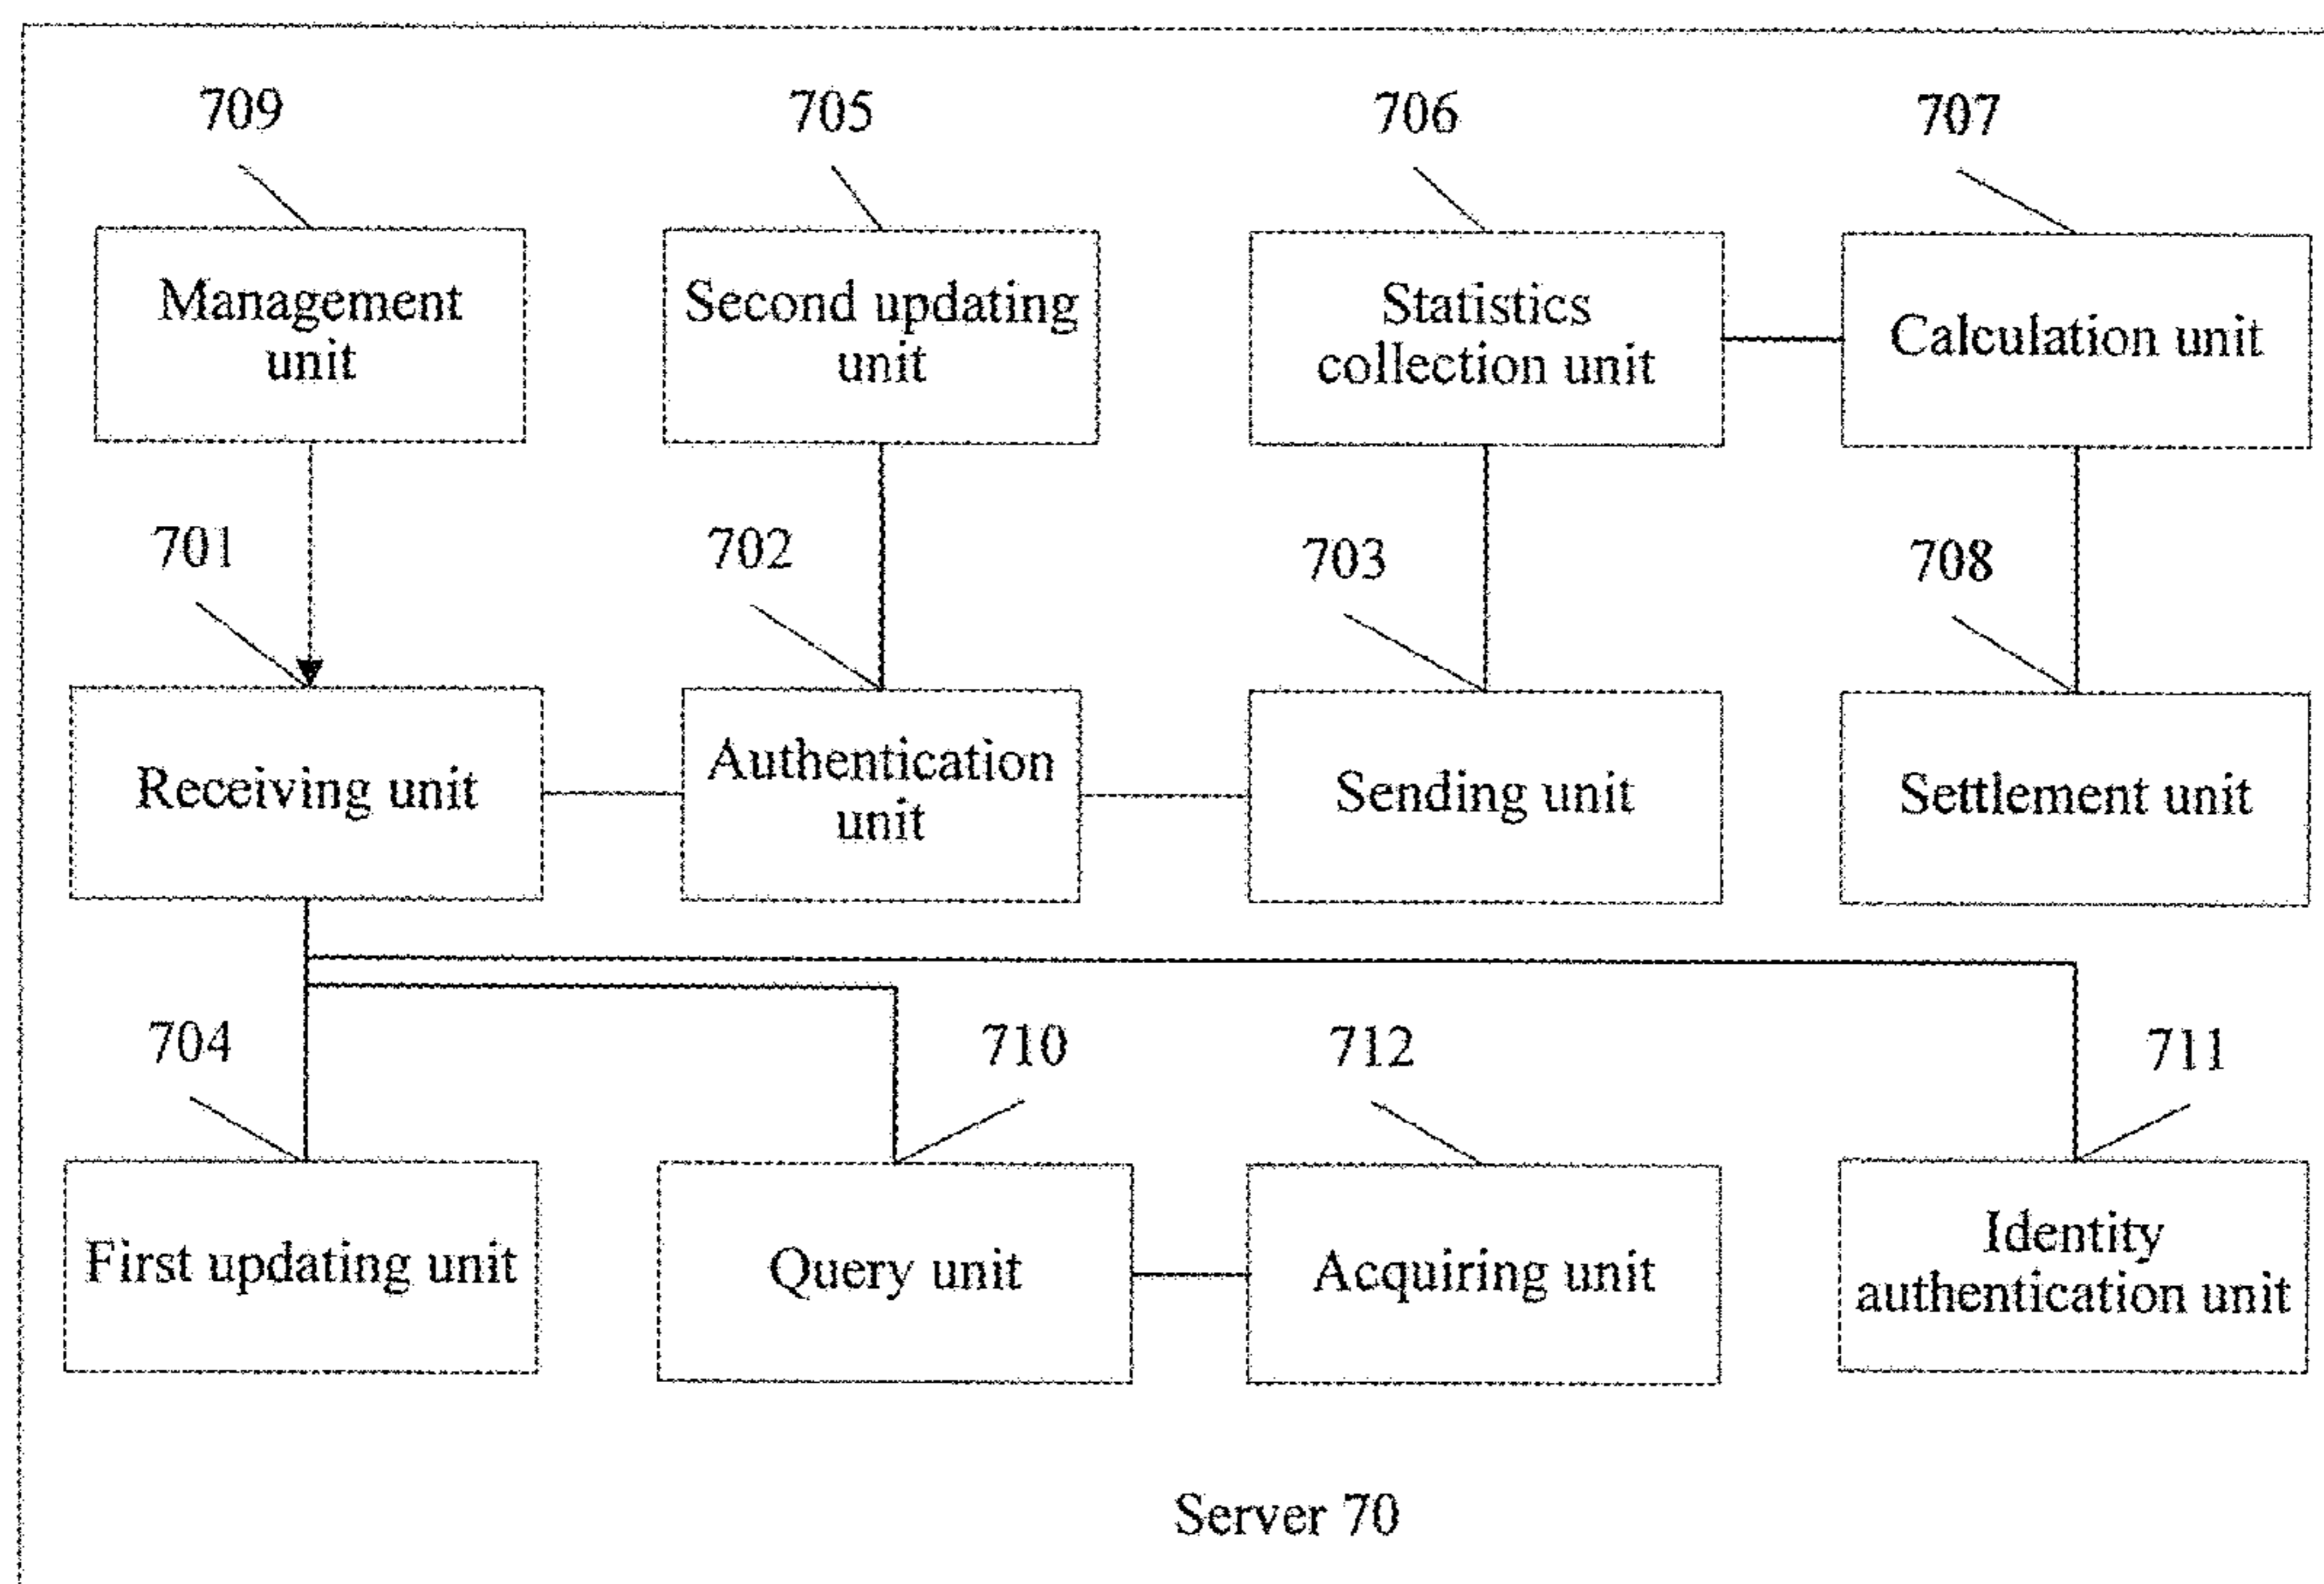 709
705
706
707
Management
unit
Second updating
unit
Statistics
collection unit
Calculation unit
701
702
703
708
Receiving unit
Authentication
unit
Sending unit
Settlement unit
704
710
712
711
First updating unit
Query unit
Acquiring unit
Identity
authentication unit
Server 70